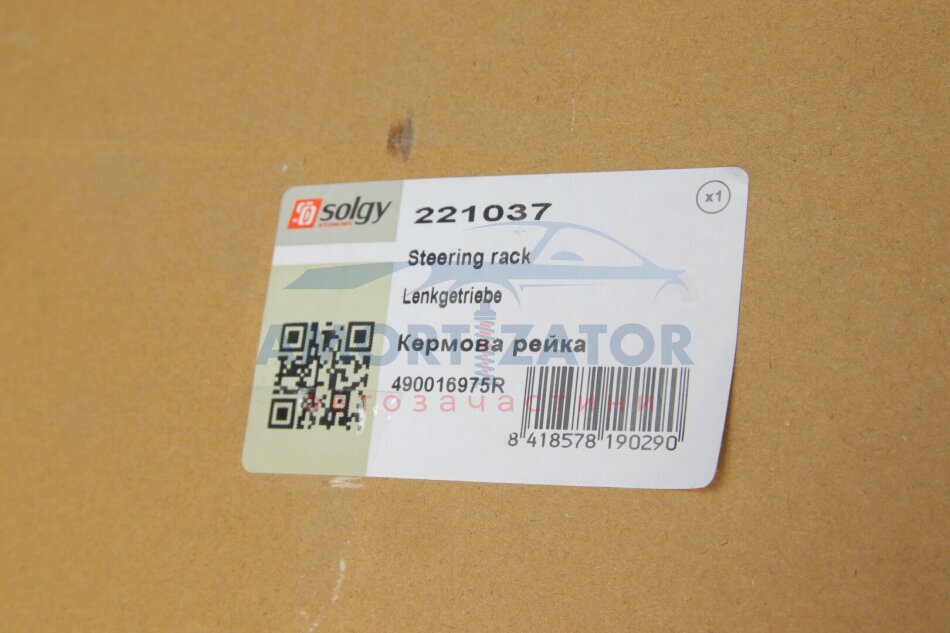 solgy
221037
x1
Steering rack
Lenkgetriebe
Кермова рейка
490016975R
8 418578 190290
AMORTIZATOR
автозапчастини